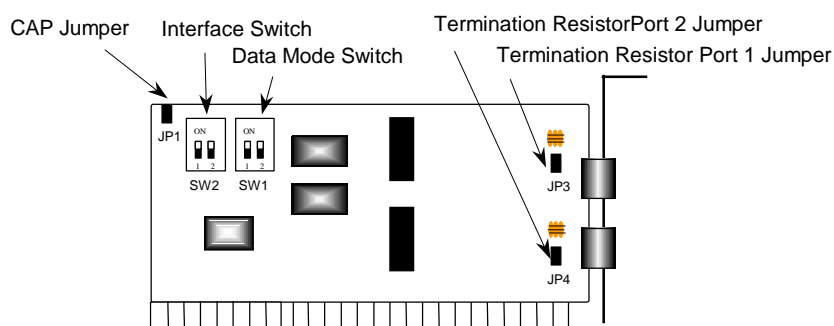 Termination ResistorPort 2 Jumper
CAP Jumper
Interface Switch
Data Mode Switch
Termination Resistor Port 1 Jumper
JP1
ON
1 2
SW2
ON
1 2
SW1
JP3
JP4